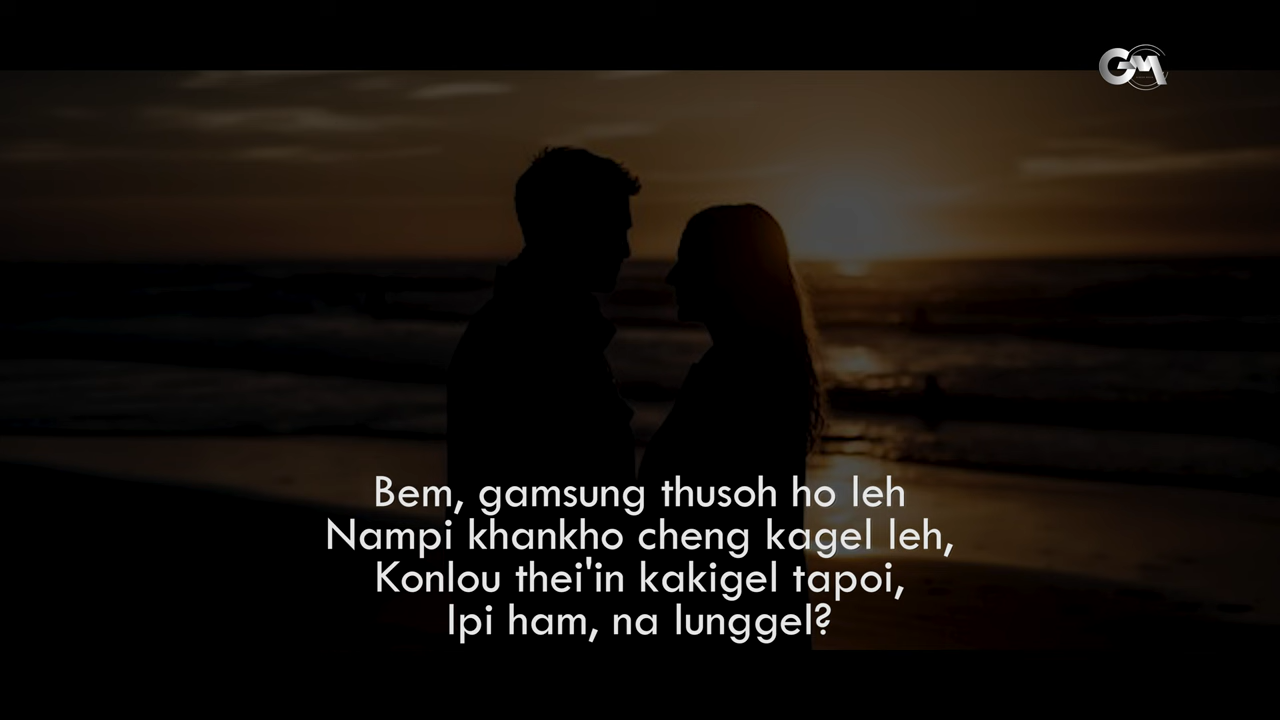 GM
Bem, gamsung thusoh ho leh
Nampi khankho cheng kagel leh,
Konlou thei'in kakigel tapoi,
Ipi ham, na lunggel?